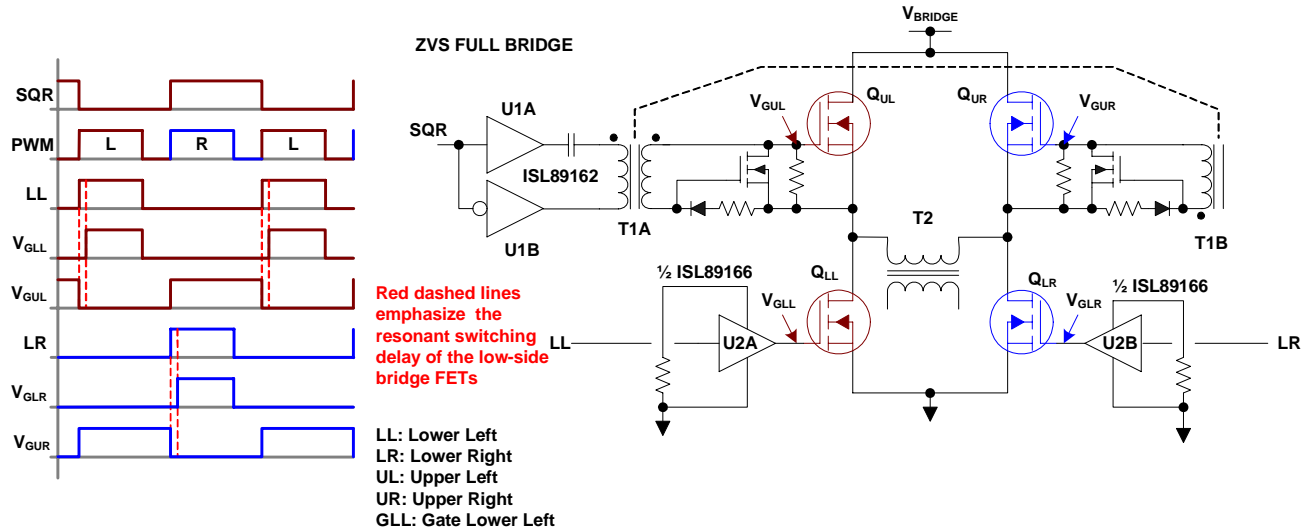 ZVS FULL BRIDGE
SQR
PWM
L
R
L
LL
VGLL
VGUL
LR
VGLR
VGUR
Red dashed lines
emphasize the
resonant switching
delay of the low-side
bridge FETs
LL: Lower Left
LR: Lower Right
UL: Upper Left
UR: Upper Right
GLL: Gate Lower Left
VBRIDGE
SQR
U1A
ISL89162
U1B
T1A
VGUL
QUL
QUR
VGUR
T1B
T2
½ ISL89166
QLL
VGLL
LL
U2A
QLR
VGLR
½ ISL89166
U2B
LR